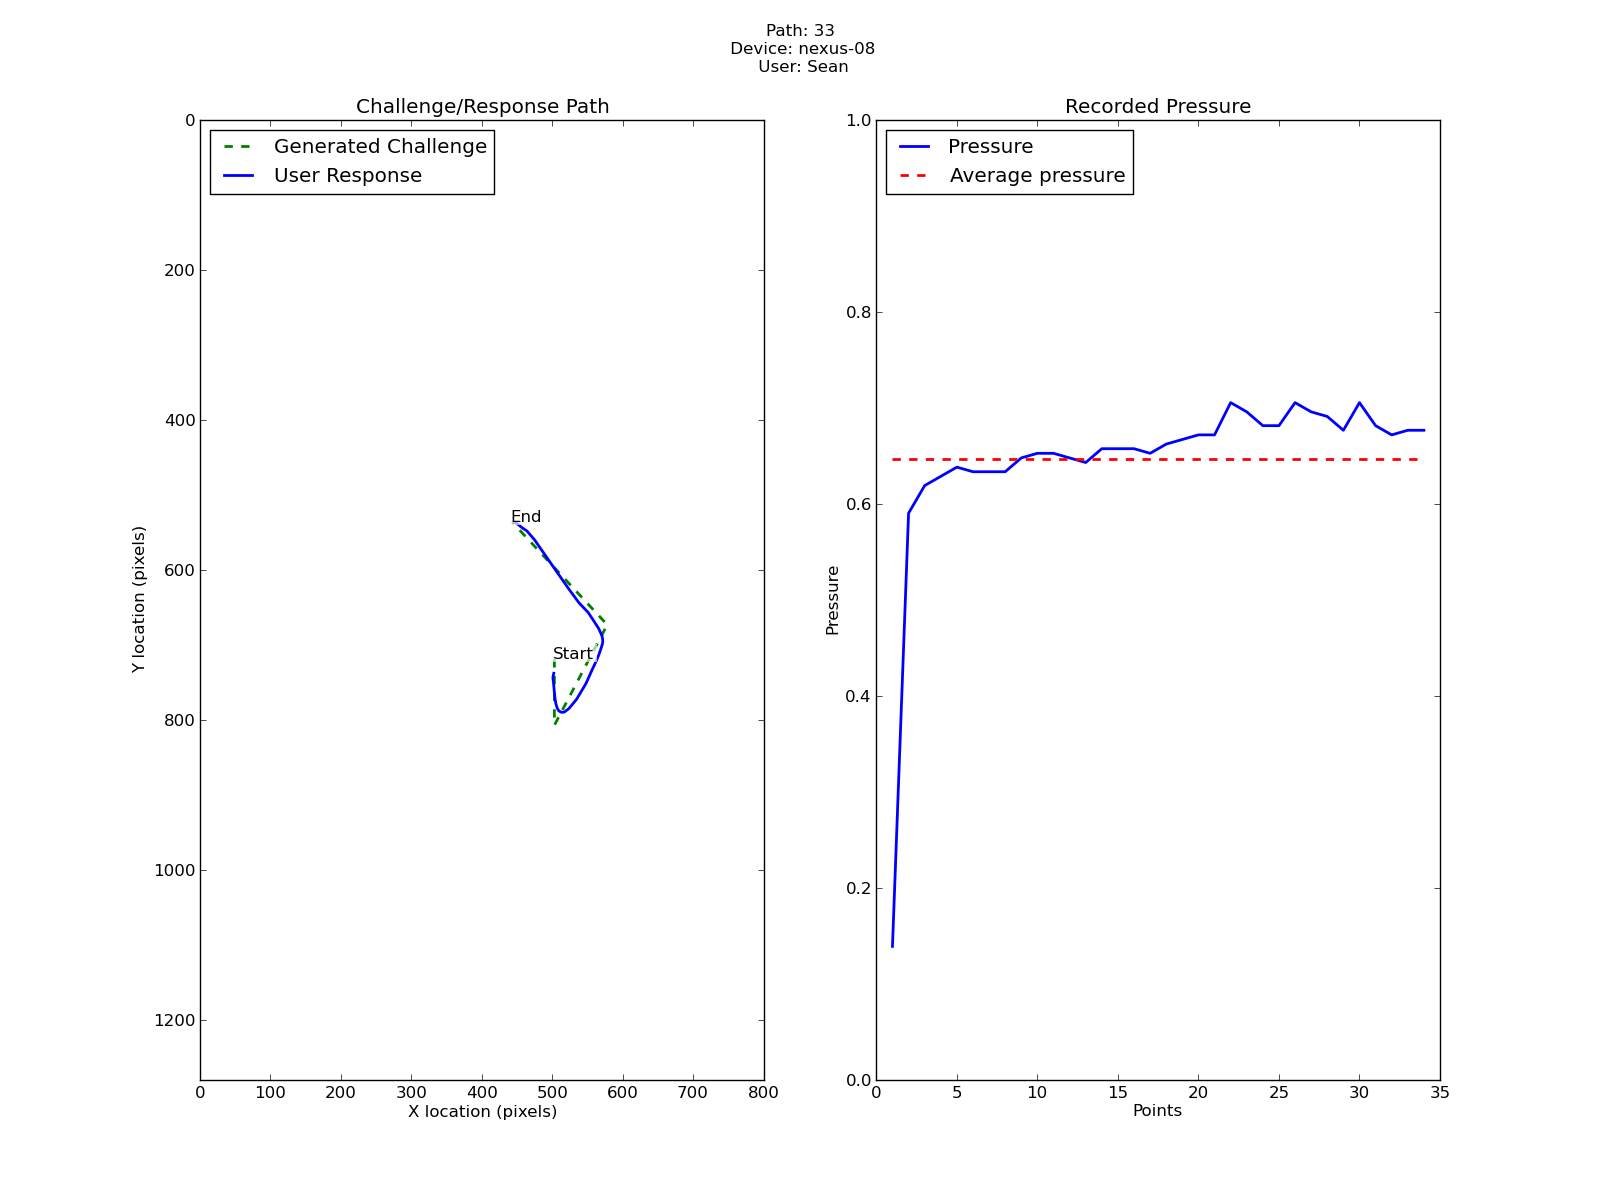 Path: 33
Device: nexus-08
User: Sean
Challenge/Response Path
Generated Challenge
User Response
0
200
400
600
800
1000
1200
Y location (pixels)
End
Start
0 100 200 300 400 500 600 700 800
X location (pixels)
Recorded Pressure
Pressure
Average pressure
1.0
0.8
0.6
0.4
0.2
0.0
Pressure
0 5 10 15 20 25 30 35
Points